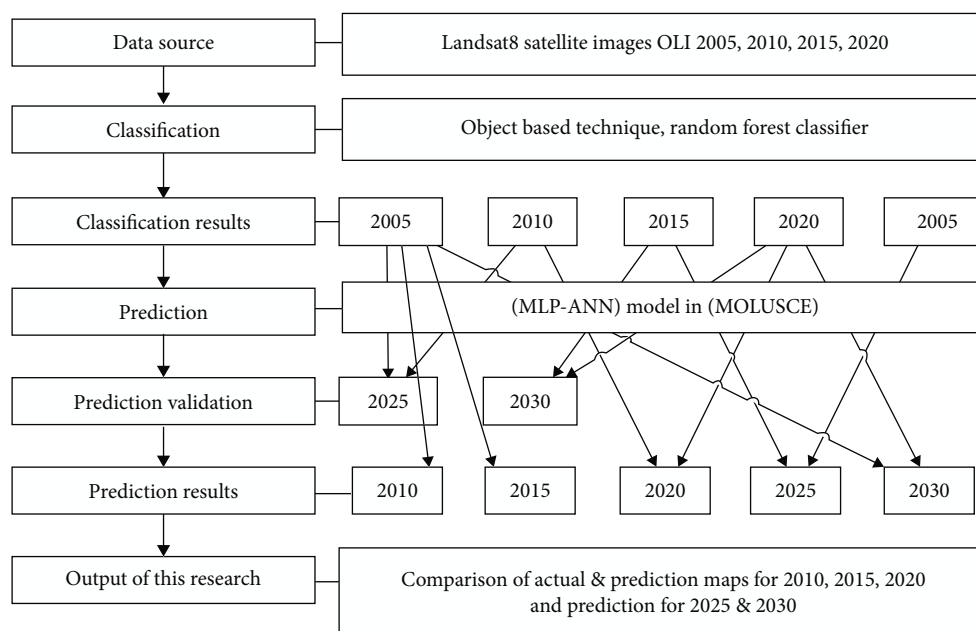 Data source
Landsat8 satellite images OLI 2005, 2010, 2015, 2020
Classification
Object based technique, random forest classifier
Classification results
2005
2010
2015
2020
2005
Prediction
(MLP-ANN) model in (MOLUSCE)
Prediction validation
2025
2030
Prediction results
2010
2015
2020
2025
2030
Output of this research
Comparison of actual & prediction maps for 2010, 2015, 2020
and prediction for 2025 & 2030